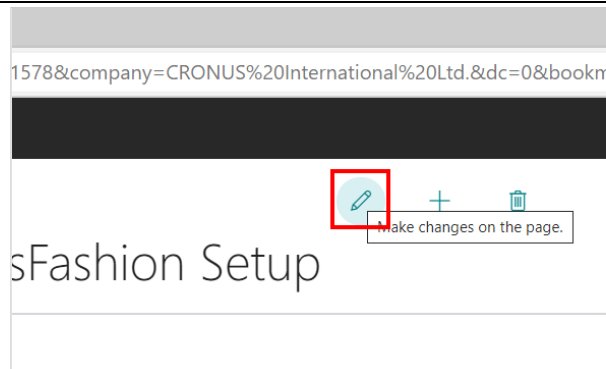 1578&company=CRONUS%20International%20Ltd.&dc=0&bookm
Make changes on the page.
sFashion Setup